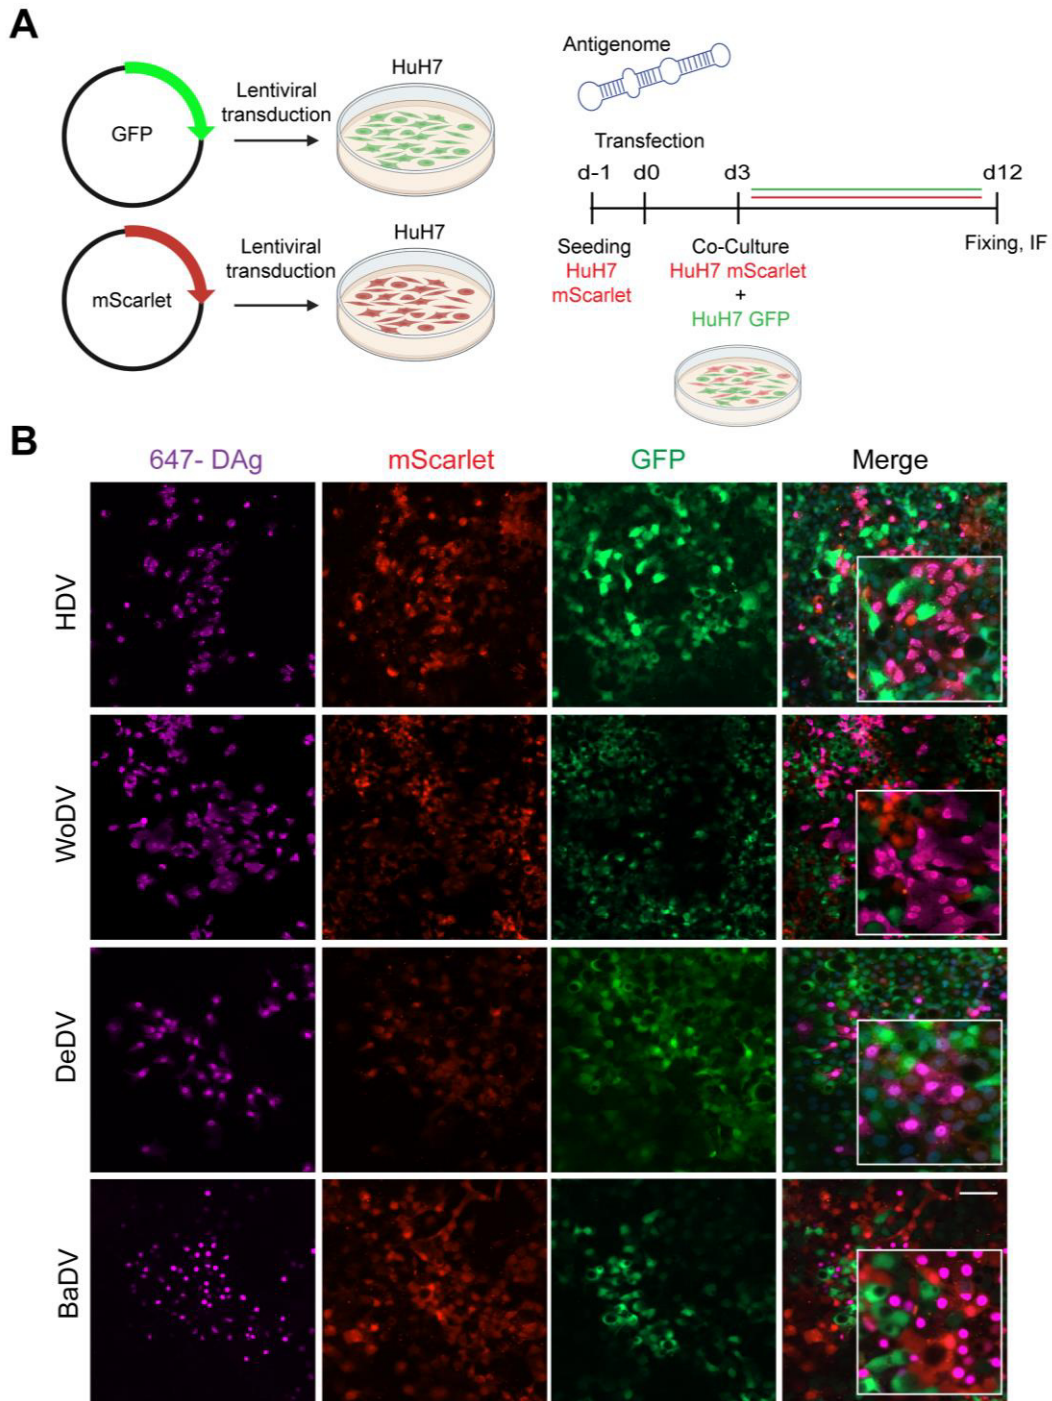 A
GFP
Lentiviral
transduction
HuH7
mScarlet
Lentiviral
transduction
HuH7
Antigenome
Transfection
d-1 d0 d3 d12
Seeding
HuH7
mScarlet
Co-Culture
HuH7 mScarlet
+
HuH7 GFP
Fixing, IF
B
647- DAg mScarlet GFP Merge
HDV
WoDV
DeDV
BaDV